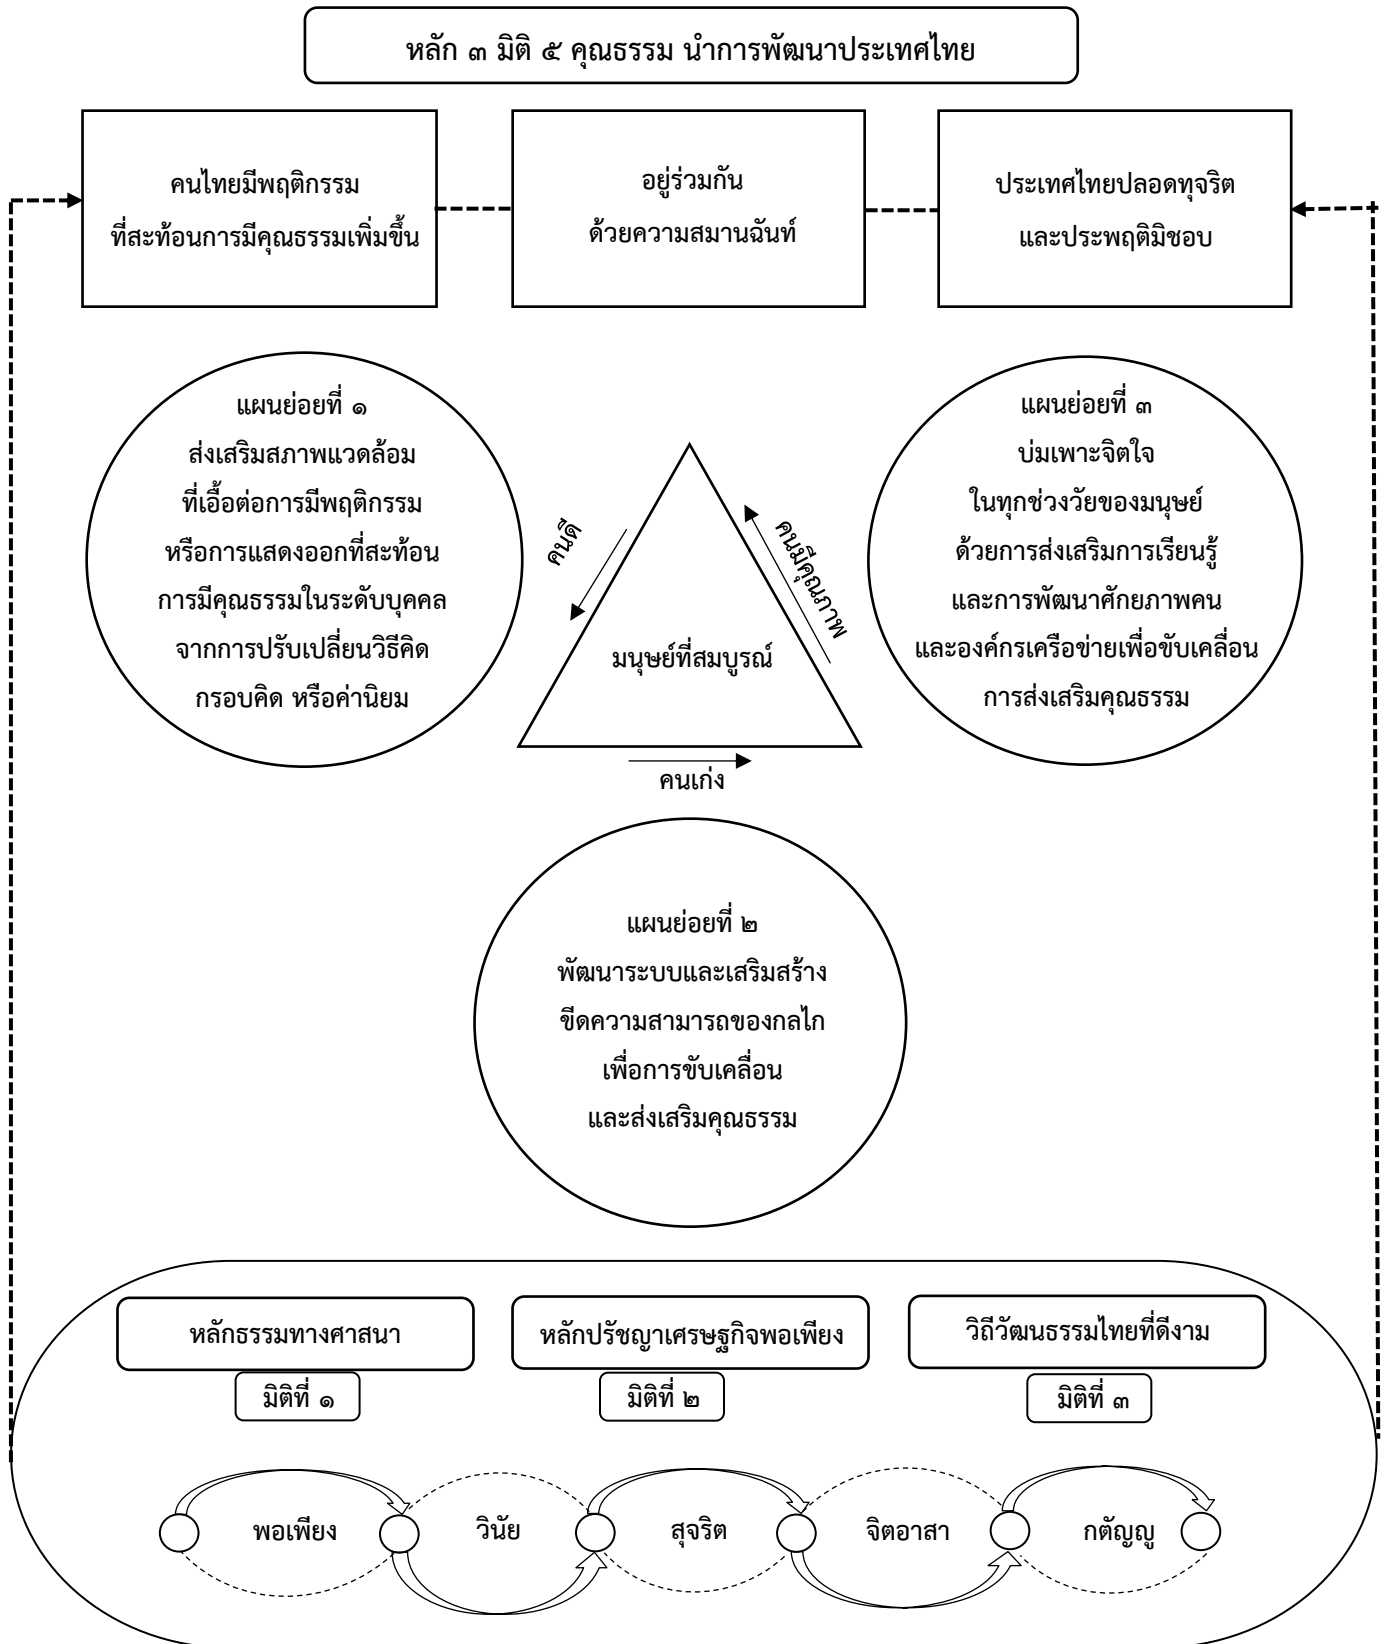 หลัก ๓ มิติ ๕ คุณธรรม นำการพัฒนาประเทศไทย
คนไทยมีพฤติกรรม
ที่สะท้อนการมีคุณธรรมเพิ่มขึ้น
อยู่ร่วมกัน
ด้วยความสมานฉันท์
ประเทศไทยปลอดทุจริต
และประพฤติมิชอบ
แผนย่อยที่ ๑
ส่งเสริมสภาพแวดล้อม
ที่เอื้อต่อการมีพฤติกรรม
หรือการแสดงออกที่สะท้อน
การมีคุณธรรมในระดับบุคคล
จากการปรับเปลี่ยนวิธีคิด
กรอบคิด หรือค่านิยม
คนดี
คนมีคุณภาพ
มนุษย์ที่สมบูรณ์
คนเก่ง
แผนย่อยที่ ๓
บ่มเพาะจิตใจ
ในทุกช่วงวัยของมนุษย์
ด้วยการส่งเสริมการเรียนรู้
และการพัฒนาศักยภาพคน
และองค์กรเครือข่ายเพื่อขับเคลื่อน
การส่งเสริมคุณธรรม
แผนย่อยที่ ๒
พัฒนาระบบและเสริมสร้าง
ขีดความสามารถของกลไก
เพื่อการขับเคลื่อน
และส่งเสริมคุณธรรม
หลักธรรมทางศาสนา
มิติที่ ๑
หลักปรัชญาเศรษฐกิจพอเพียง
มิติที่ ๒
วิถีวัฒนธรรมไทยที่ดีงาม
มิติที่ ๓
พอเพียง
วินัย
สุจริต
จิตอาสา
กตัญญู